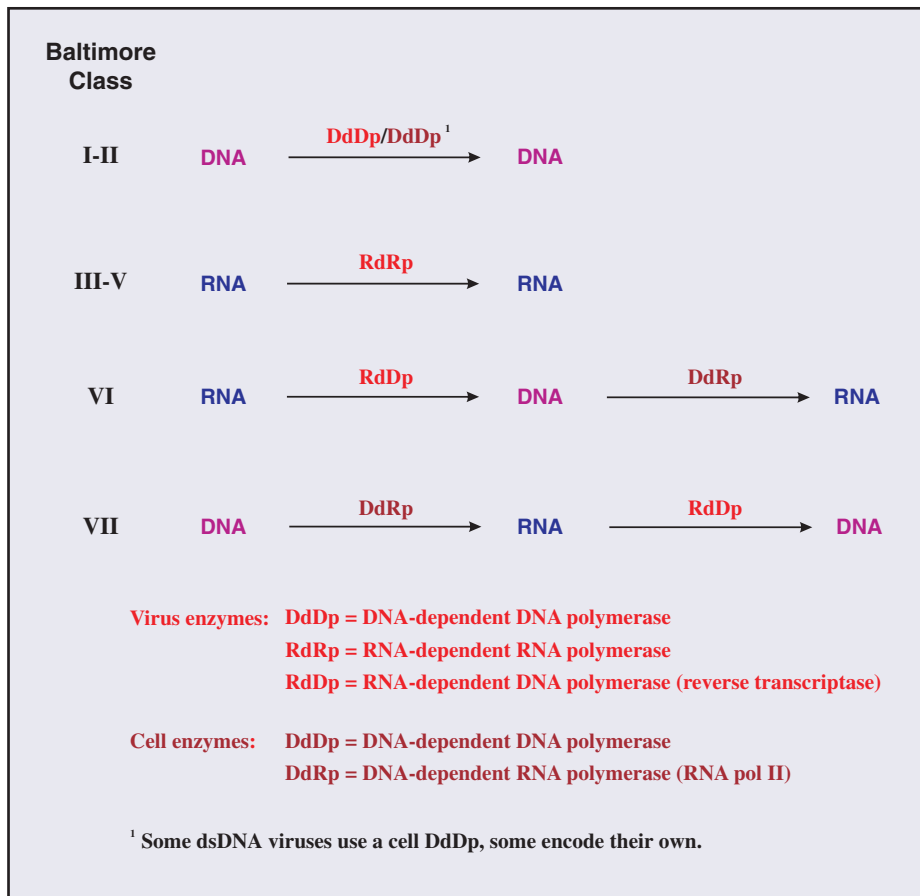 Baltimore
Class
I-II DNA DdDp/DdDp ¹ DNA
III-V RNA RdRp RNA
VI RNA RdDp DNA DdRp RNA
VII DNA DdRp RNA RdDp DNA
Virus enzymes: DdDp = DNA-dependent DNA polymerase
RdRp = RNA-dependent RNA polymerase
RdDp = RNA-dependent DNA polymerase (reverse transcriptase)
Cell enzymes: DdDp = DNA-dependent DNA polymerase
DdRp = DNA-dependent RNA polymerase (RNA pol II)
¹ Some dsDNA viruses use a cell DdDp, some encode their own.